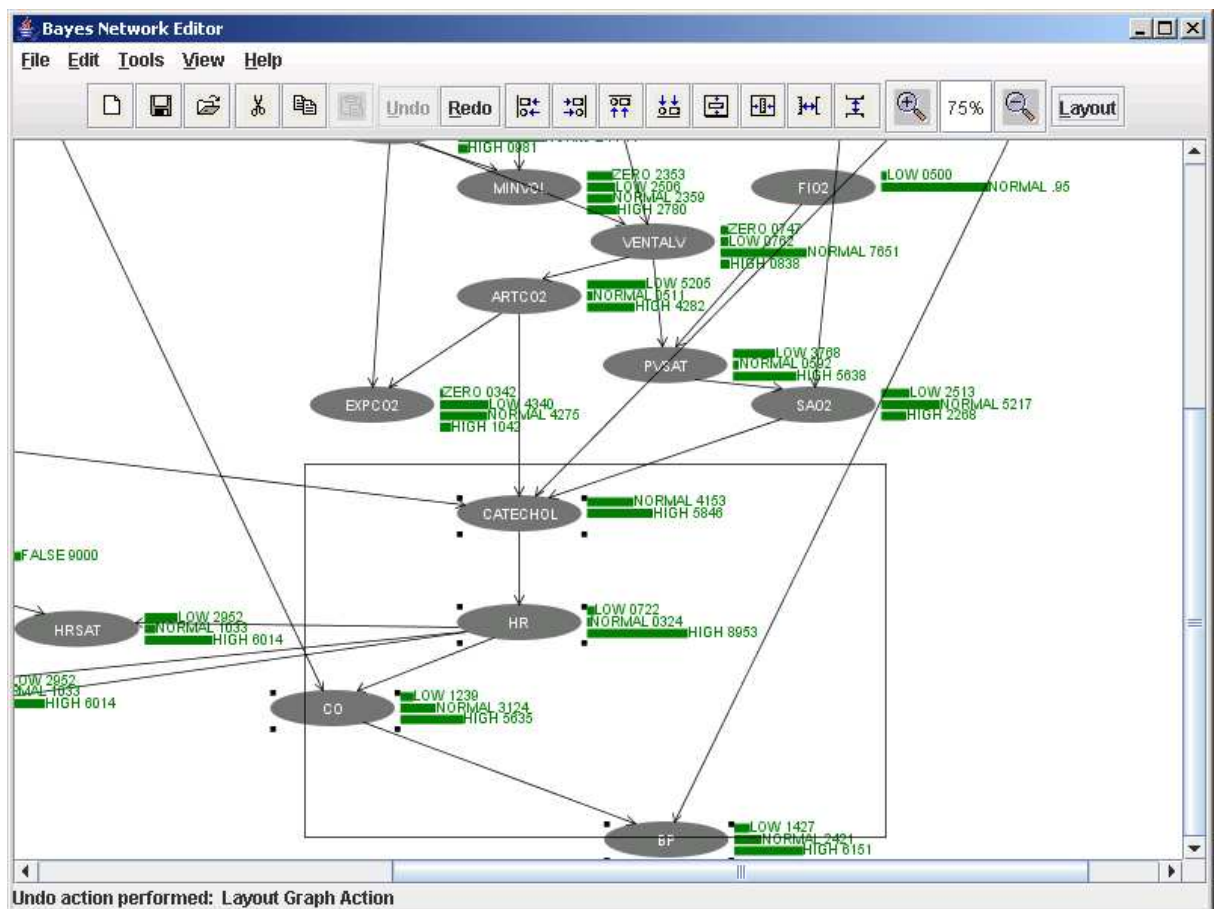 Bayes Network Editor
File Edit Tools View Help
Undo Redo 75% Layout
HIGH 0981
MINVOL
ZERO 2353
LOW 2506
NORMAL 2359
HIGH 2780
FIO2
LOW 0500
NORMAL .95
VENTALV
ZERO 0747
LOW 0762
NORMAL 7651
HIGH 0838
ARTCO2
LOW 5205
NORMAL 0511
HIGH 4282
PVSAT
LOW 3768
NORMAL 0592
HIGH 5638
EXPCO2
ZERO 0342
LOW 4340
NORMAL 4275
HIGH 1042
SAO2
LOW 2513
NORMAL 5217
HIGH 2268
CATECHOL
NORMAL 4153
HIGH 5846
FALSE 9000
HRSAT
LOW 2952
NORMAL 1033
HIGH 6014
HR
LOW 0722
NORMAL 0324
HIGH 8953
LOW 2952
RMAL 1033
HIGH 6014
CO
LOW 1239
NORMAL 3124
HIGH 5635
BP
LOW 1427
NORMAL 2421
HIGH 6151
Undo action performed: Layout Graph Action